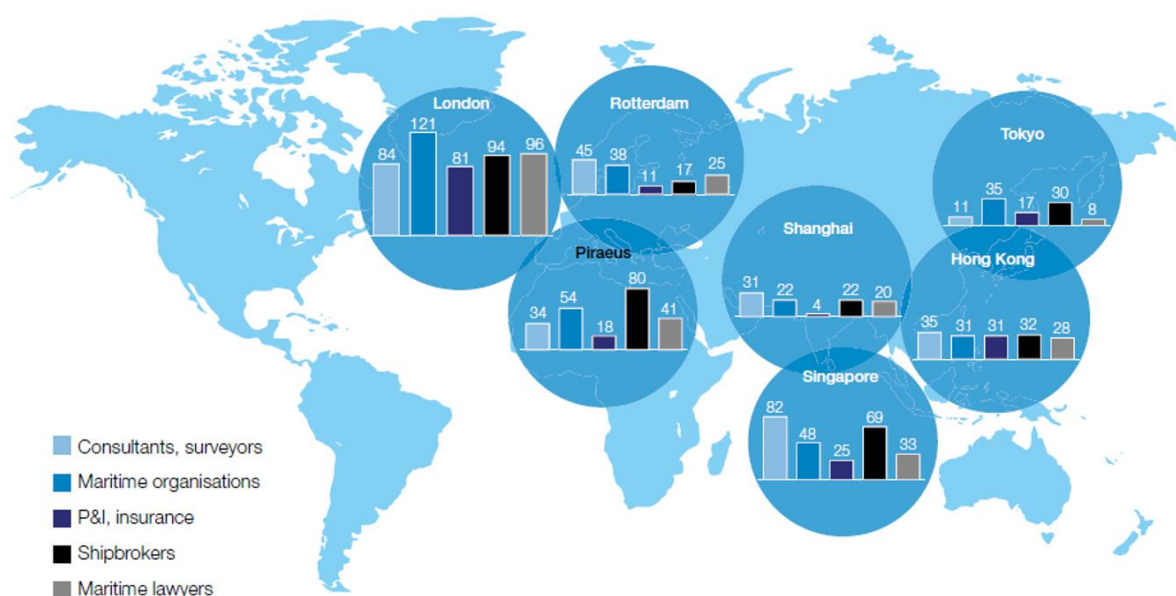 London
84
121
81
94
96
Rotterdam
45
38
11
17
25
Tokyo
11
35
17
30
8
Piraeus
34
54
18
80
41
Shanghai
31
22
4
22
20
Hong Kong
35
31
31
32
28
Singapore
82
48
25
69
33
Consultants, surveyors
Maritime organisations
P&I, insurance
Shipbrokers
Maritime lawyers